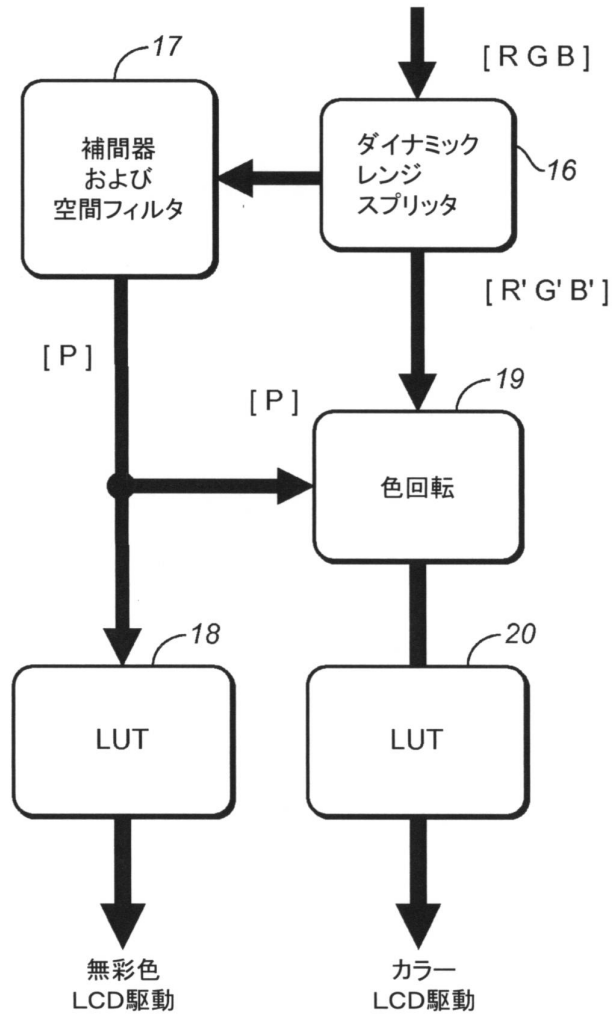 [ R G B ]
17
補間器
および
空間フィルタ
ダイナミック
レンジ
スプリッタ
16
[ R' G' B' ]
[ P ]
[ P ]
19
色回転
18
LUT
20
LUT
無彩色
LCD駆動
カラー
LCD駆動